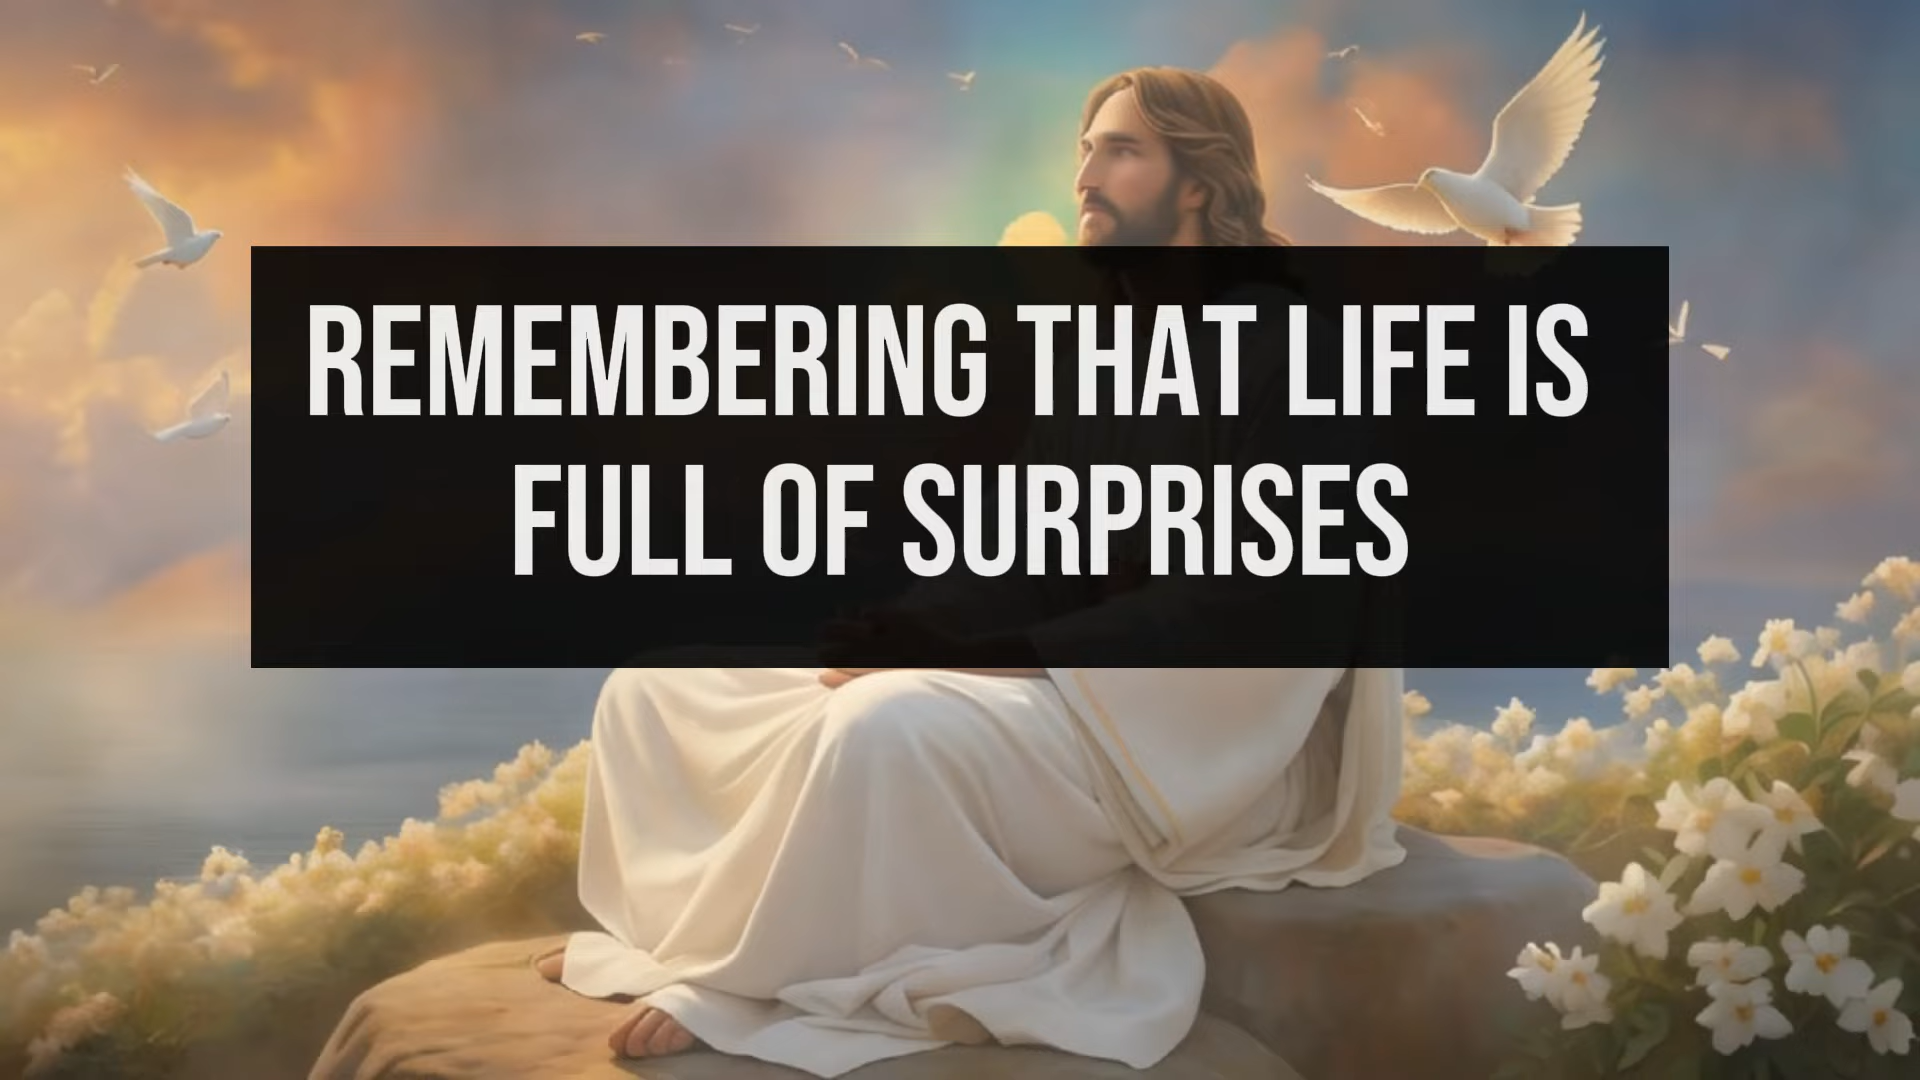 REMEMBERING THAT LIFE IS
FULL OF SURPRISES